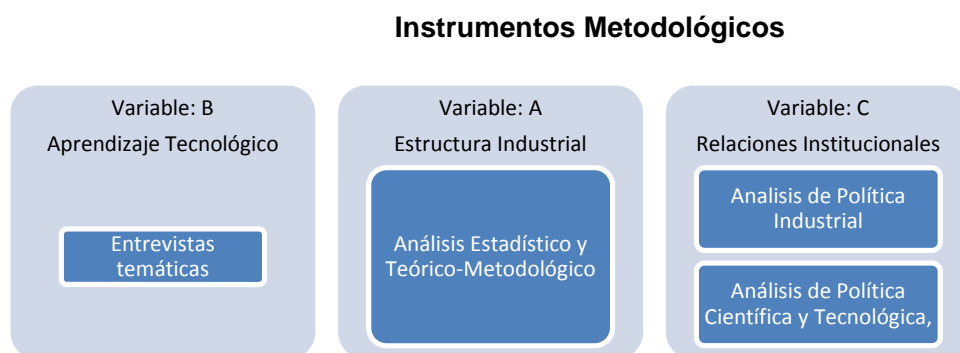 Instrumentos Metodológicos
Variable: B
Aprendizaje Tecnológico
Entrevistas
temáticas
Variable: A
Estructura Industrial
Análisis Estadístico y
Teórico-Metodológico
Variable: C
Relaciones Institucionales
Analisis de Política
Industrial
Análisis de Política
Científica y Tecnológica,